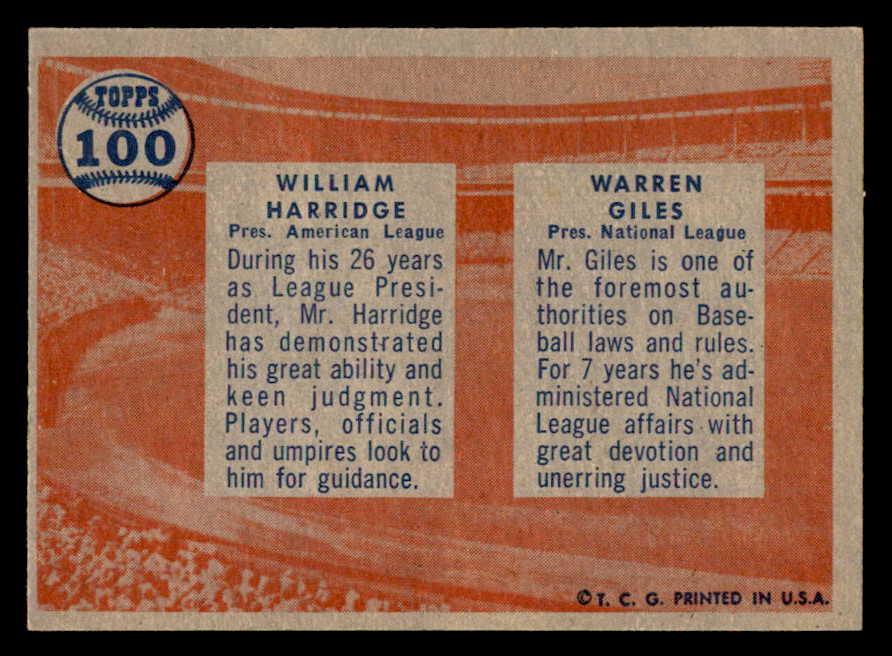 TOPPS
100
WILLIAM
HARRIDGE
Pres. American League
During his 26 years
as League Presi-
dent, Mr. Harridge
has demonstrated
his great ability and
keen judgment.
Players, officials
and umpires look to
him for guidance.
WARREN
GILES
Pres. National League
Mr. Giles is one of
the foremost au-
thorities on Base-
ball laws and rules.
For 7 years he's ad-
ministered National
League affairs with
great devotion and
unerring justice.
© T. C. G. PRINTED IN U.S.A.